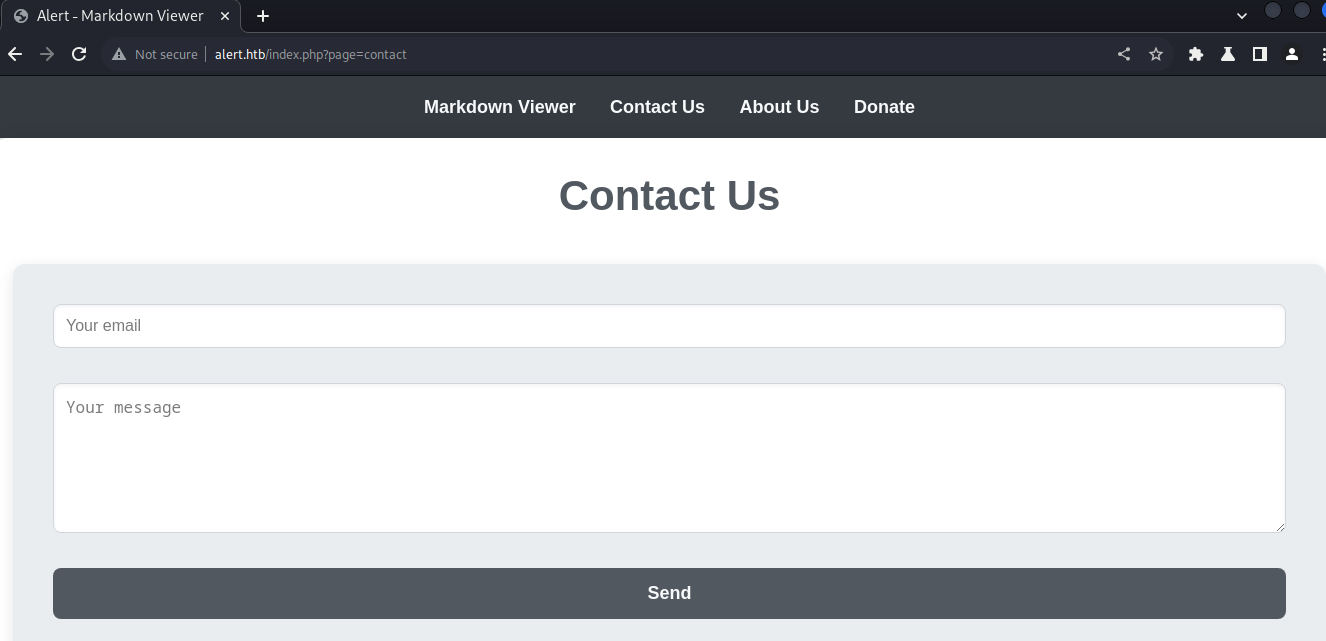 Alert - Markdown Viewer
Not secure alert.htb/index.php?page=contact
Markdown Viewer Contact Us About Us Donate
Contact Us
Your email
Your message
Send